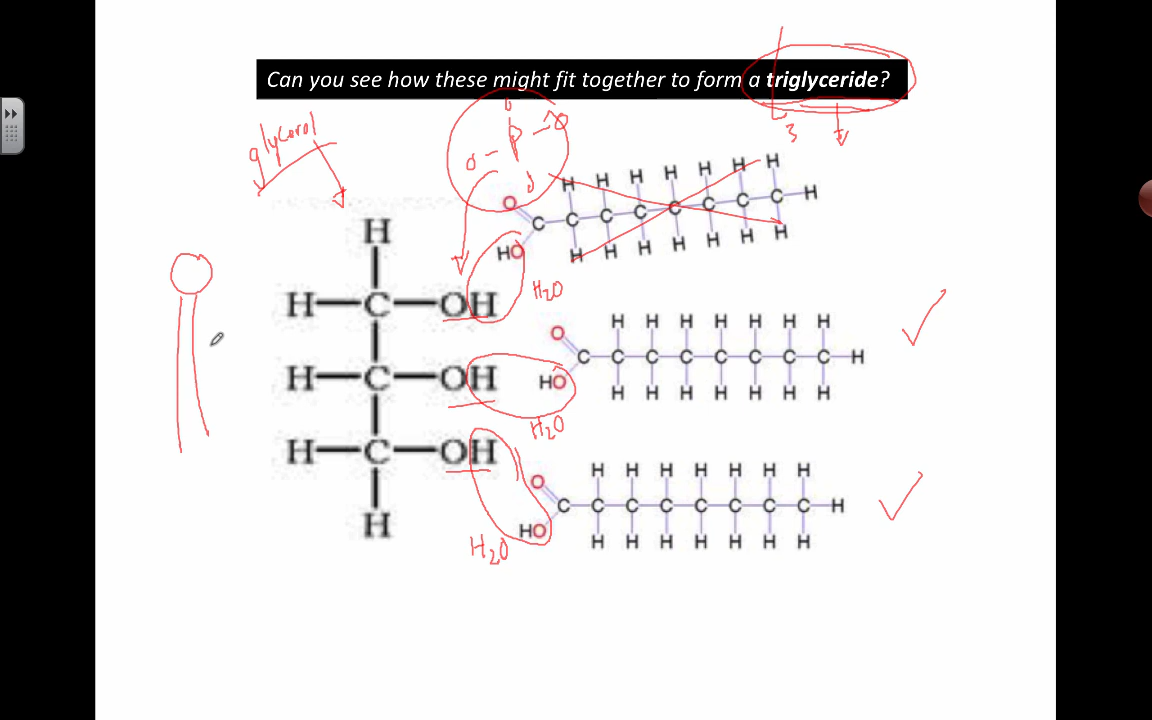 Can you see how these might fit together to form a triglyceride?
3
glycerol
O
O - P - O
O
H H H H H H H
O
C C C C C C C C H
HO
H H H H H H H
H
H C OH
H2O
H H H H H H H
O
C C C C C C C C H
H C OH
HO
H H H H H H H
H2O
H C OH
H H H H H H H
O
C C C C C C C C H
HO
H H H H H H H
H
H2O